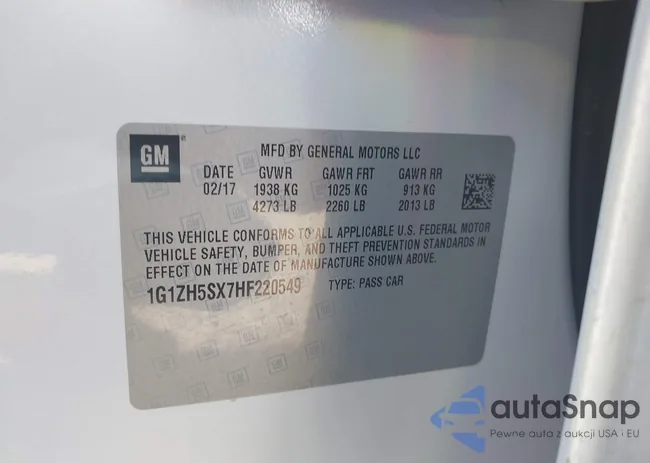 GM
MFD BY GENERAL MOTORS LLC
DATE GVWR GAWR FRT GAWR RR
02/17 1938 KG 1025 KG 913 KG
4273 LB 2260 LB 2013 LB
THIS VEHICLE CONFORMS TO ALL APPLICABLE U.S. FEDERAL MOTOR
VEHICLE SAFETY, BUMPER, AND THEFT PREVENTION STANDARDS IN
EFFECT ON THE DATE OF MANUFACTURE SHOWN ABOVE.
1G1ZH5SX7HF220549 TYPE: PASS CAR
autaSnap
Pewne auta z aukcji USA i EU